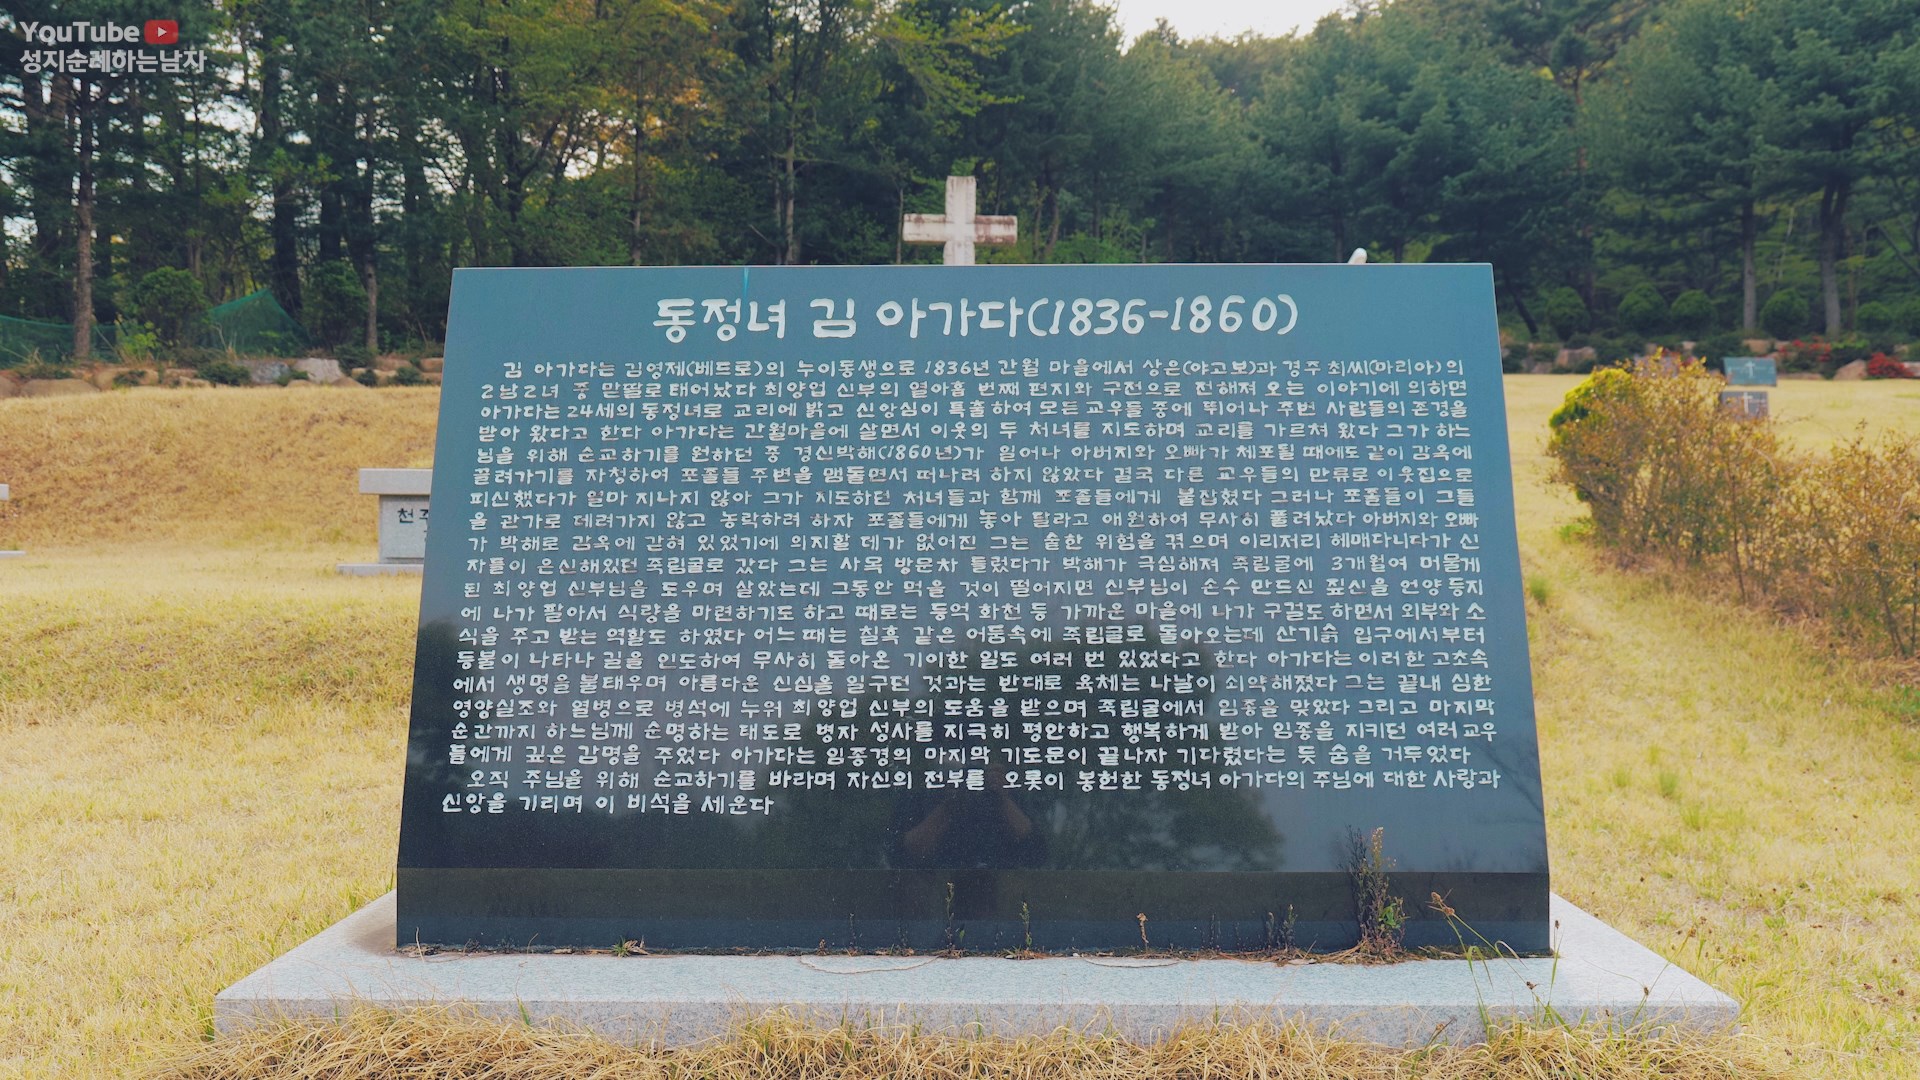 YouTube
성지순례하는남자
동정녀 김 아가다(1836-1860)
김 아가다는 김영제(베드로)의 누이동생으로 1836년 간월 마을에서 상은(야고보)과 경주 최씨(마리아)의
2남2녀 중 맏딸로 태어났다 최양업 신부의 열아홉 번째 편지와 구전으로 전해져 오는 이야기에 의하면
아가다는 24세의 동정녀로 교리에 밝고 신앙심이 특출하여 모든 교우들 중에 뛰어나 주변 사람들의 존경을
받아 왔다고 한다 아가다는 간월마을에 살면서 이웃의 두 처녀를 지도하며 교리를 가르쳐 왔다 그가 하느
님을 위해 순교하기를 원하던 중 경신박해(1860년)가 일어나 아버지와 오빠가 체포될 때에도 같이 감옥에
끌려가기를 자청하여 포졸들 주변을 맴돌면서 떠나려 하지 않았다 결국 다른 교우들의 만류로 이웃집으로
피신했다가 얼마 지나지 않아 그가 지도하던 처녀들과 함께 포졸들에게 붙잡혔다 그러나 포졸들이 그들
을 관가로 데려가지 않고 농락하려 하자 포졸들에게 놓아 달라고 애원하여 무사히 풀려났다 아버지와 오빠
가 박해로 감옥에 갇혀 있었기에 의지할 데가 없어진 그는 숱한 위험을 겪으며 이리저리 헤매다니다가 신
자들이 은신해있던 죽림굴로 갔다 그는 사목 방문차 들렀다가 박해가 극심해져 죽림굴에 3개월여 머물게
된 최양업 신부님을 도우며 살았는데 그동안 먹을 것이 떨어지면 신부님이 손수 만드신 짚신을 언양 등지
에 나가 팔아서 식량을 마련하기도 하고 때로는 등억 화천 등 가까운 마을에 나가 구걸도 하면서 외부와 소
식을 주고 받는 역할도 하였다 어느 때는 칠흑 같은 어둠속에 죽림굴로 돌아오는데 산기슭 입구에서부터
등불이 나타나 길을 인도하여 무사히 돌아온 기이한 일도 여러 번 있었다고 한다 아가다는 이러한 고초속
에서 생명을 불태우며 아름다운 신심을 일구던 것과는 반대로 육체는 나날이 쇠약해졌다 그는 끝내 심한
영양실조와 열병으로 병석에 누워 최양업 신부의 도움을 받으며 죽림굴에서 임종을 맞았다 그리고 마지막
순간까지 하느님께 순명하는 태도로 병자 성사를 지극히 평안하고 행복하게 받아 임종을 지키던 여러교우
들에게 깊은 감명을 주었다 아가다는 임종경의 마지막 기도문이 끝나자 기다렸다는 듯 숨을 거두었다
오직 주님을 위해 순교하기를 바라며 자신의 전부를 오롯이 봉헌한 동정녀 아가다의 주님에 대한 사랑과
신앙을 기리며 이 비석을 세운다
천주